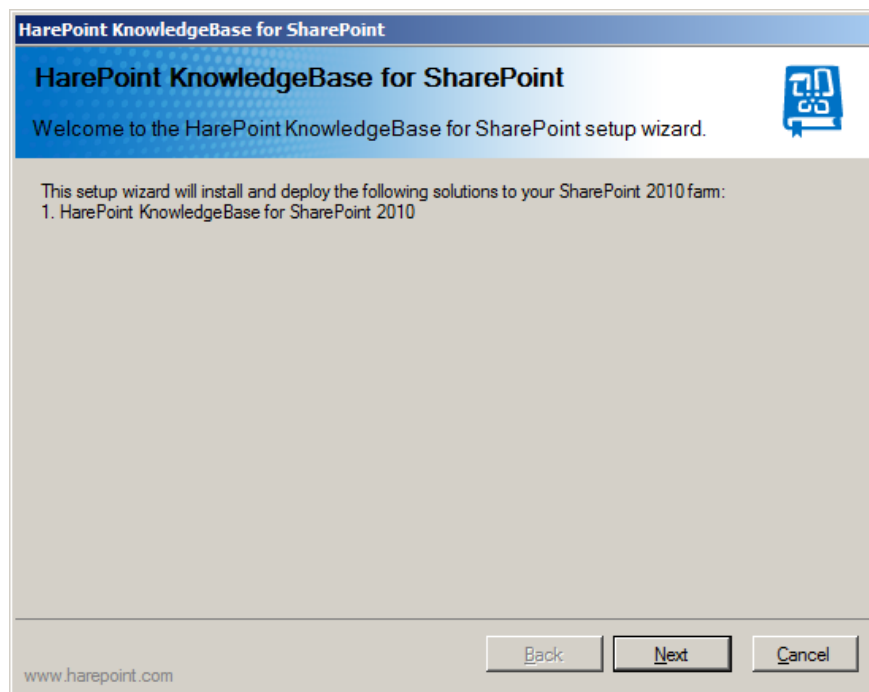 HarePoint KnowledgeBase for SharePoint
HarePoint KnowledgeBase for SharePoint
Welcome to the HarePoint KnowledgeBase for SharePoint setup wizard.
This setup wizard will install and deploy the following solutions to your SharePoint 2010 farm:
1. HarePoint KnowledgeBase for SharePoint 2010
Back Next Cancel
www.harepoint.com